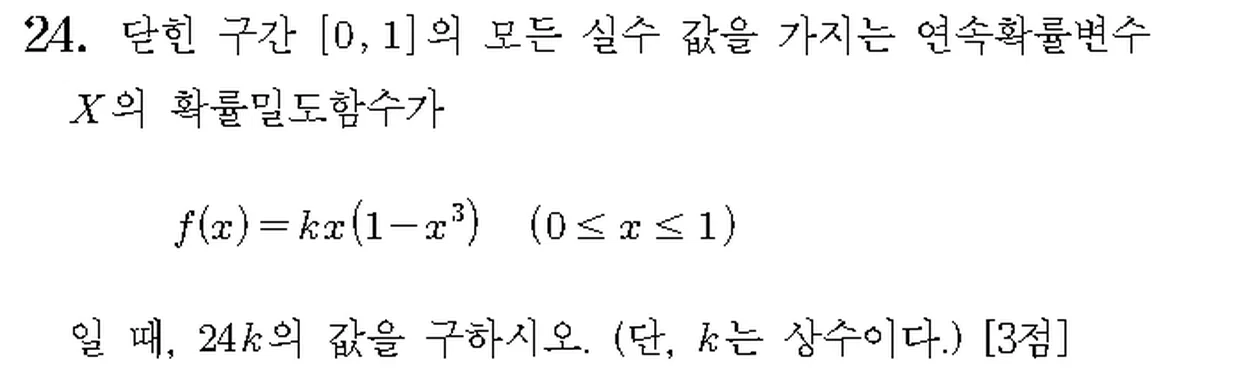 24. 닫힌 구간 [0, 1]의 모든 실수 값을 가지는 연속확률변수
X의 확률밀도함수가
f(x)=kx(1-x³) (0≤x≤1)
일 때, 24k의 값을 구하시오. (단, k는 상수이다.) [3점]